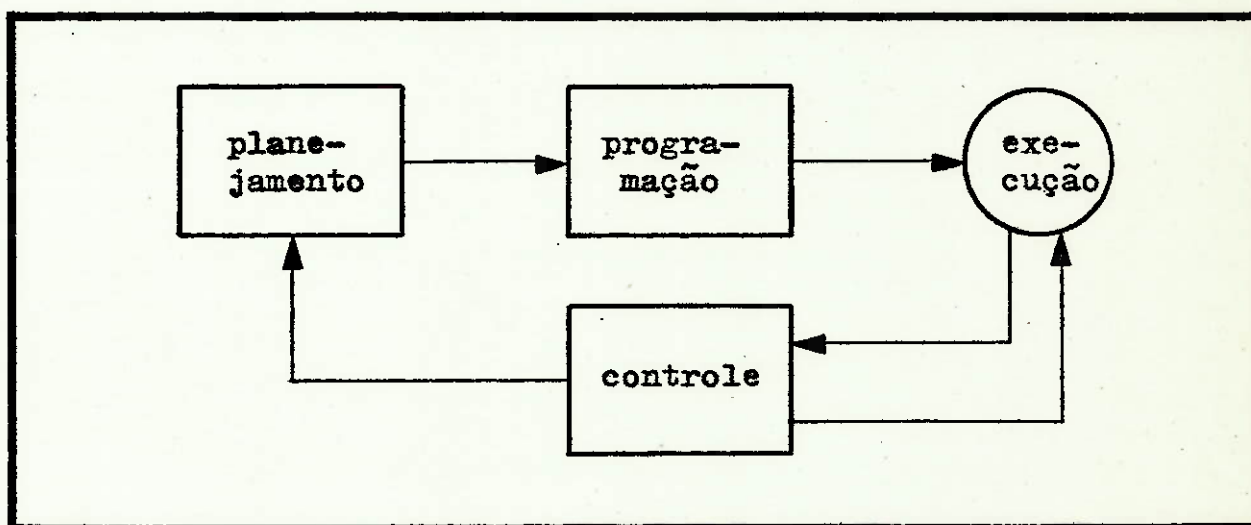 plane-
jamento
progra-
mação
exe-
cução
controle